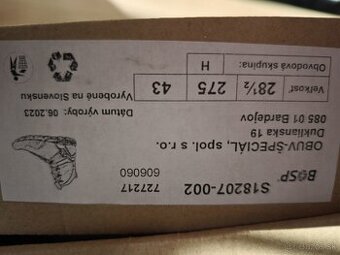 BOSP
S18207-002
727217
606060
OBUV-ŠPECIÁL, spol. s r.o.
Duklianska 19
085 01 Bardejov
Dátum výroby: 06.2023
Veľkosť 43 28½ 275
Obvodová skupina: H
Vyrobené na Slovensku